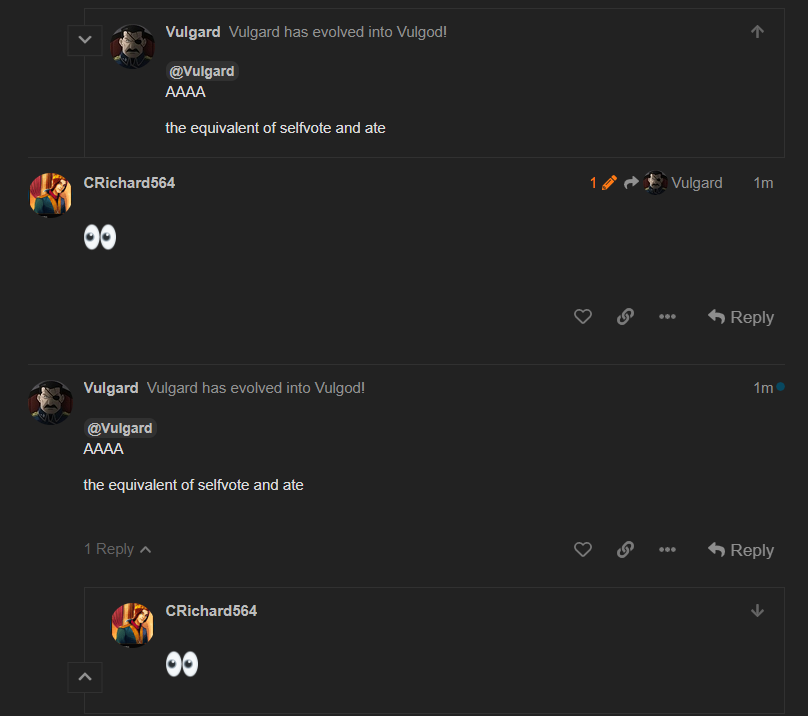 Vulgard Vulgard has evolved into Vulgod!
@Vulgard
AAAA
the equivalent of selfvote and ate
CRichard564 1 Vulgard 1m
👀
Reply
Vulgard Vulgard has evolved into Vulgod! 1m
@Vulgard
AAAA
the equivalent of selfvote and ate
1 Reply Reply
CRichard564
👀